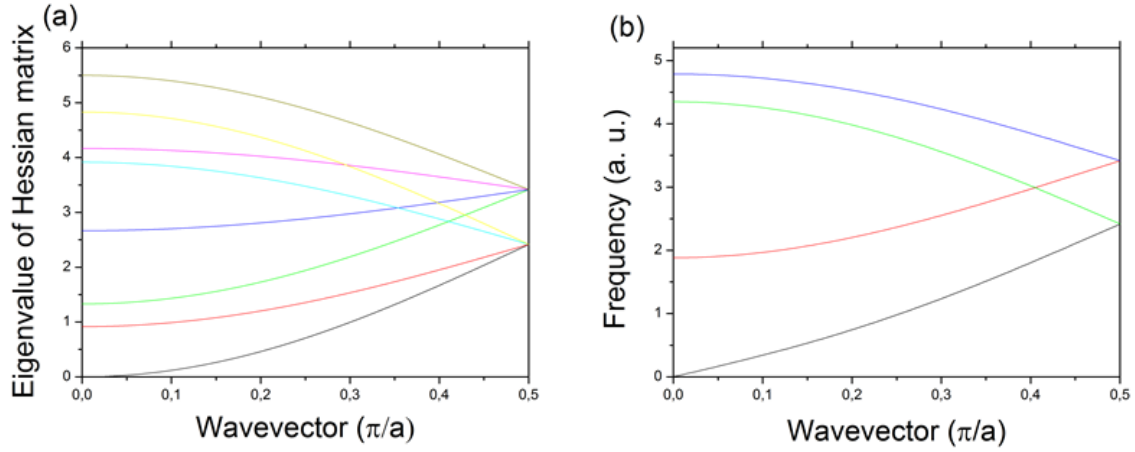 (a)
Eigenvalue of Hessian matrix
6
5
4
3
2
1
0
0,0 0,1 0,2 0,3 0,4 0,5
Wavevector (π/a)
(b)
Frequency (a. u.)
5
4
3
2
1
0
0,0 0,1 0,2 0,3 0,4 0,5
Wavevector (π/a)